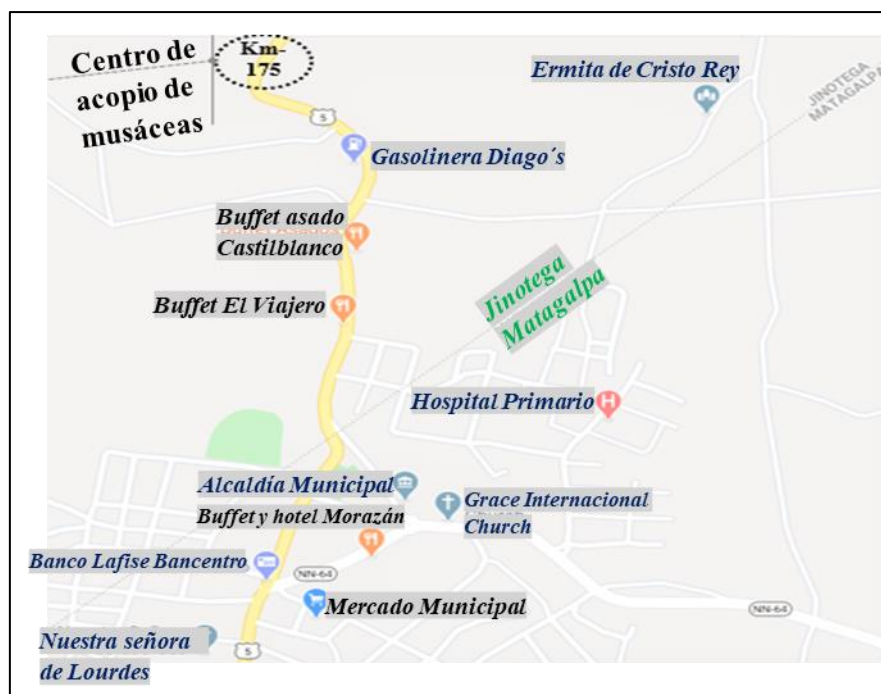 Centro de
acopio de
musáceas
Km-
175
Ermita de Cristo Rey
JINOTEGA
MATAGALPA
5
Gasolinera Diago´s
Buffet asado
Castilblanco
Jinotega
Matagalpa
Buffet El Viajero
Hospital Primario
H
Alcaldía Municipal
Buffet y hotel Morazán
Grace Internacional
Church
Banco Lafise Bancentro
NN-64
Mercado Municipal
NN-64
Nuestra señora
de Lourdes
5